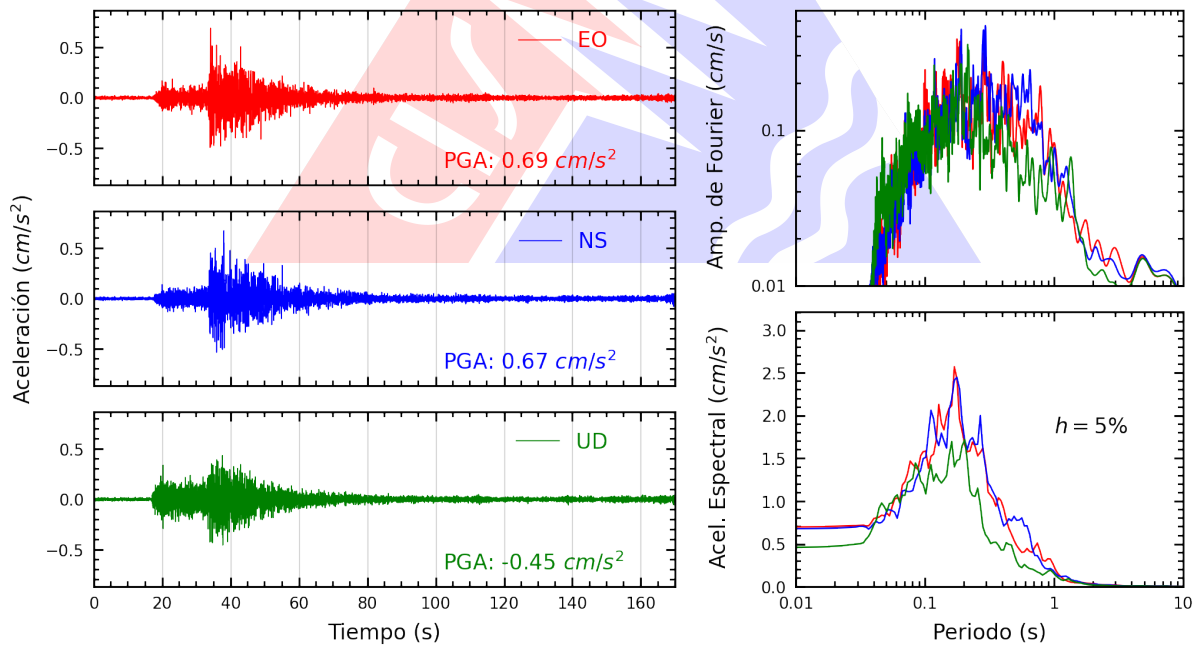 Aceleración (cm/s²)
0.5
0.0
−0.5
EO
PGA: 0.69 cm/s²
0.5
0.0
−0.5
NS
PGA: 0.67 cm/s²
0.5
0.0
−0.5
UD
PGA: -0.45 cm/s²
0 20 40 60 80 100 120 140 160
Tiempo (s)
Amp. de Fourier (cm/s)
0.1
0.01
Acel. Espectral (cm/s²)
3.0
2.5
2.0
1.5
1.0
0.5
0.0
h = 5%
0.01 0.1 1 10
Periodo (s)